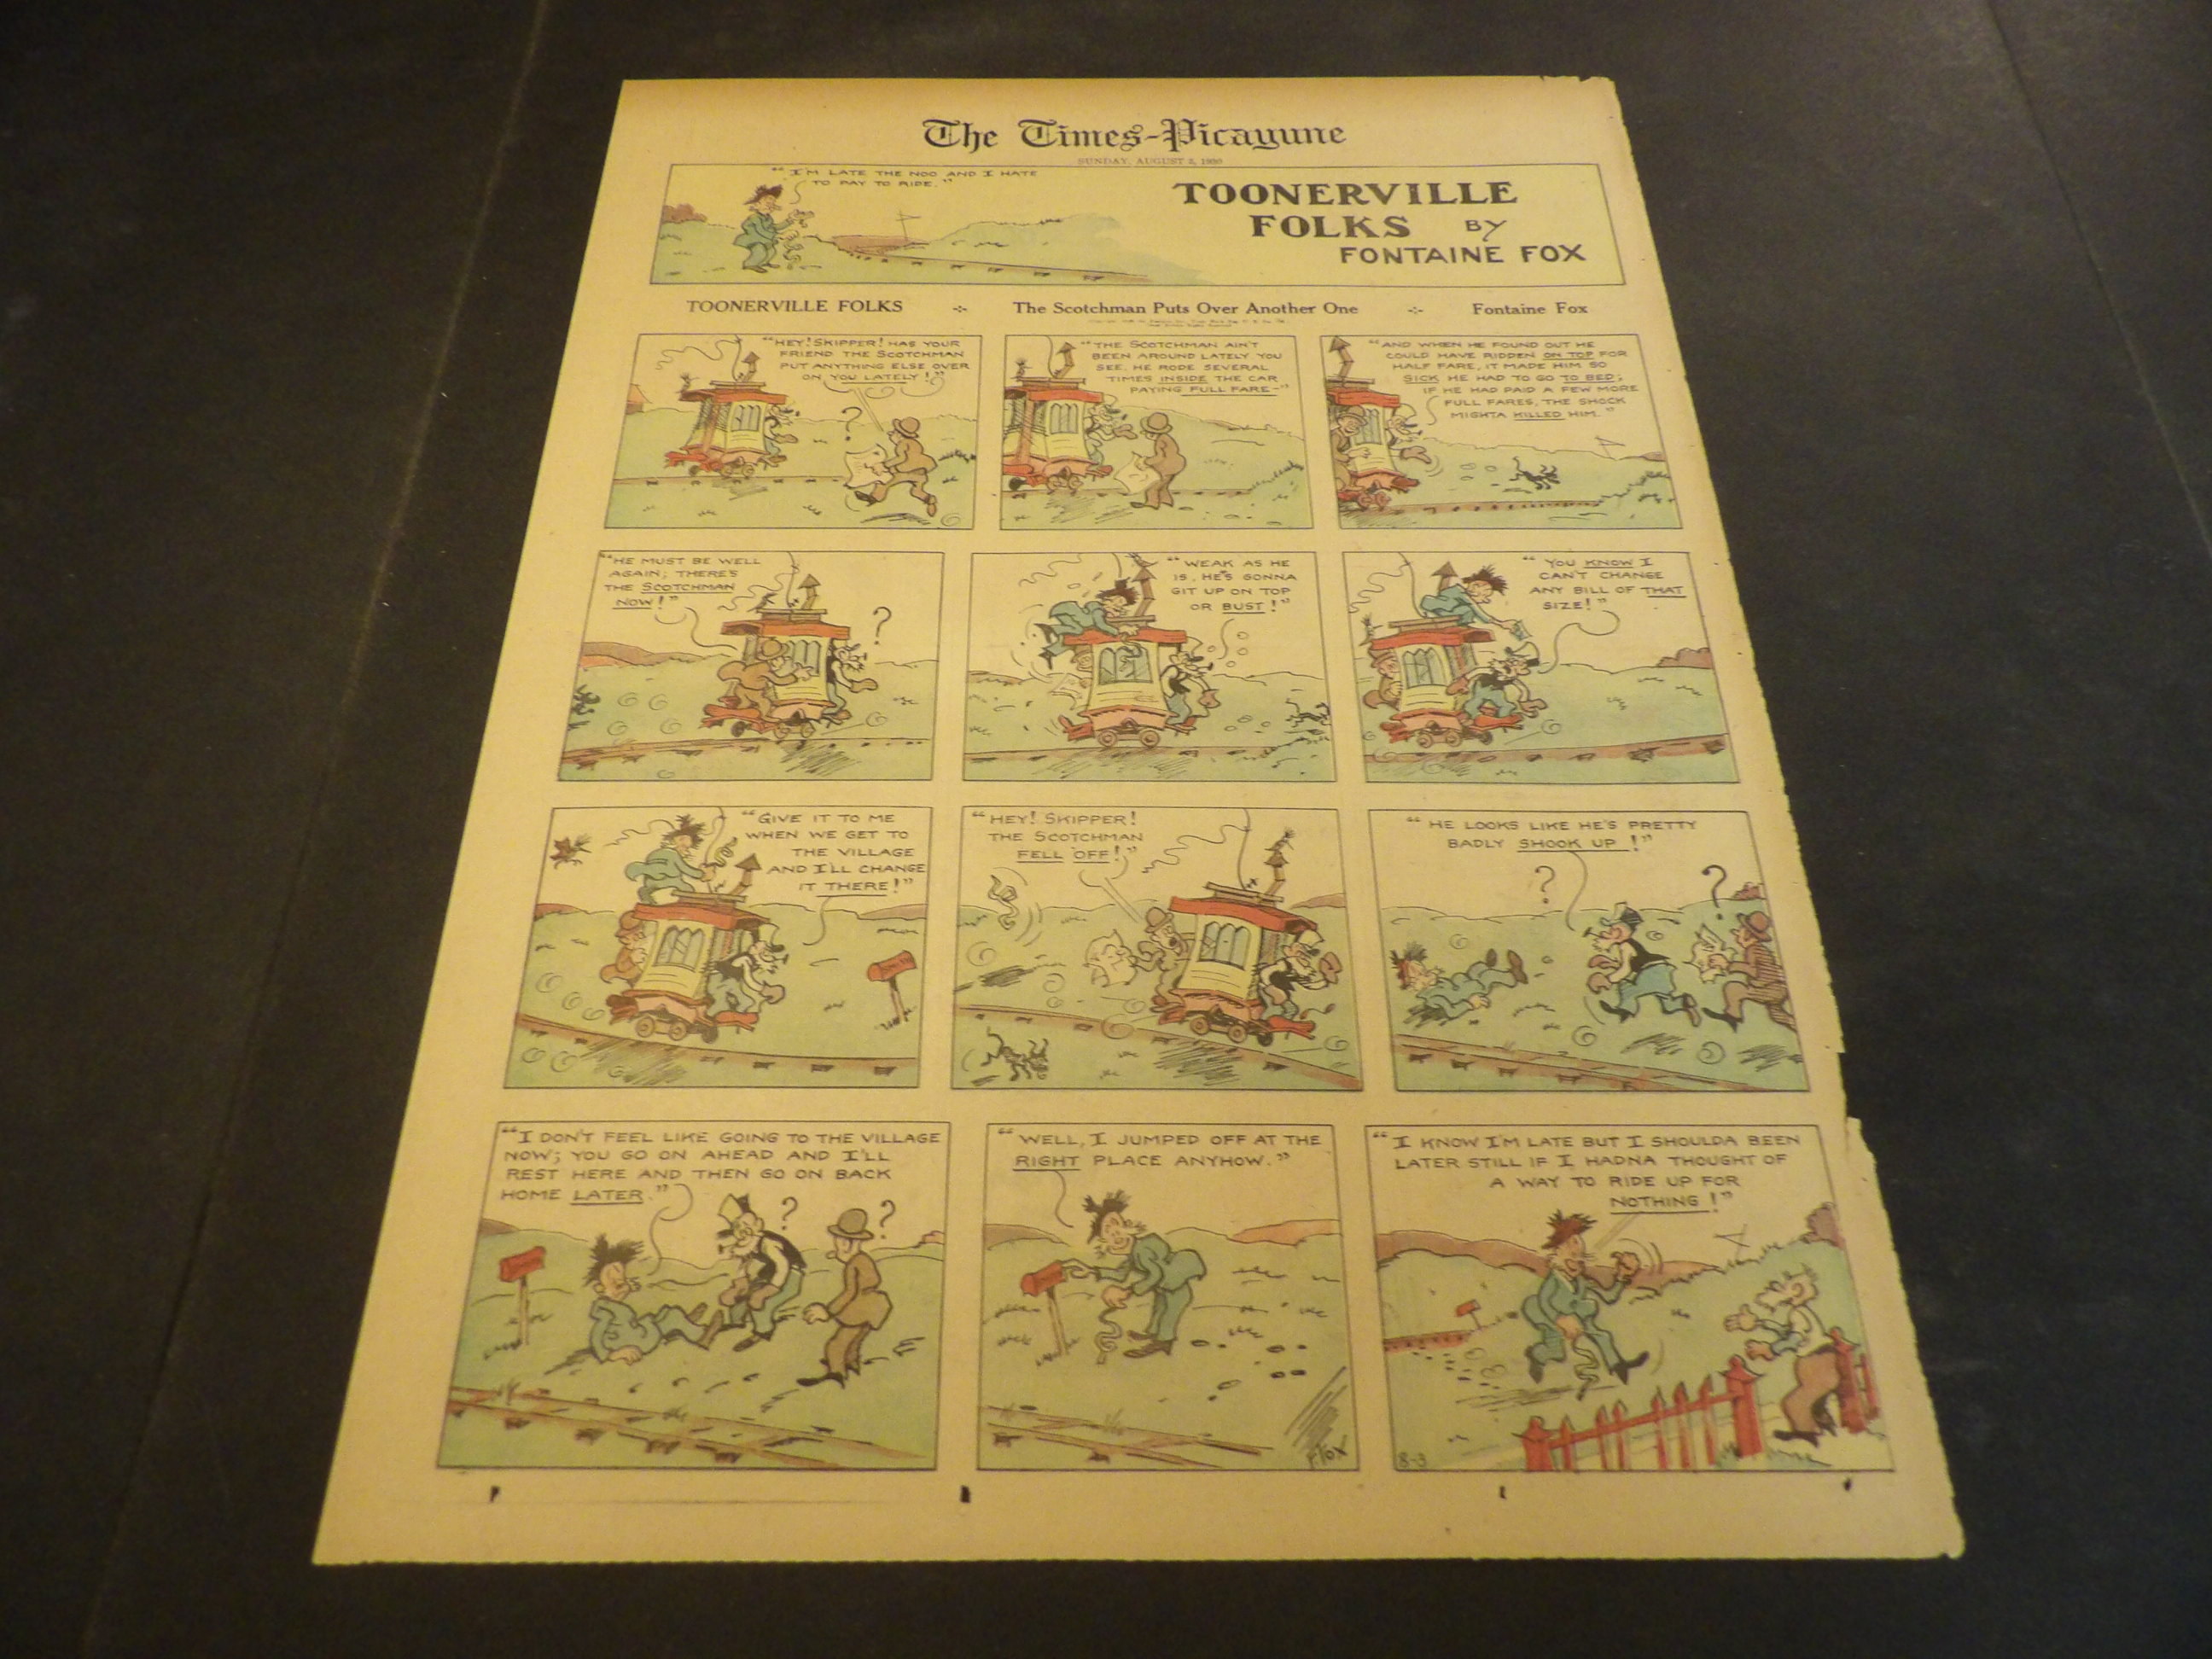 The Times-Picayune
SUNDAY, AUGUST 3, 1930
"I'M LATE THE NOO AND I HATE
TO PAY TO RIDE."
TOONERVILLE
FOLKS BY
FONTAINE FOX
TOONERVILLE FOLKS The Scotchman Puts Over Another One Fontaine Fox
"HEY! SKIPPER! HAS YOUR
FRIEND THE SCOTCHMAN
PUT ANYTHING ELSE OVER
ON YOU LATELY!"
?
"THE SCOTCHMAN AIN'T
BEEN AROUND LATELY. YOU
SEE, HE RODE SEVERAL
TIMES INSIDE THE CAR
PAYING FULL FARE-"
"AND WHEN HE FOUND OUT HE
COULD HAVE RIDDEN ON TOP FOR
HALF FARE, IT MADE HIM SO
SICK HE HAD TO GO TO BED;
IF HE HAD PAID A FEW MORE
FULL FARES, THE SHOCK
MIGHTA KILLED HIM."
"HE MUST BE WELL
AGAIN; THERE'S
THE SCOTCHMAN
NOW!"
?
"WEAK AS HE
IS, HE'S GONNA
GIT UP ON TOP
OR BUST!"
"YOU KNOW I
CAN'T CHANGE
ANY BILL OF THAT
SIZE!"
"GIVE IT TO ME
WHEN WE GET TO
THE VILLAGE
AND I'LL CHANGE
IT THERE!"
"HEY! SKIPPER!
THE SCOTCHMAN
FELL OFF!"
"HE LOOKS LIKE HE'S PRETTY
BADLY SHOOK UP!"
? ?
"I DON'T FEEL LIKE GOING TO THE VILLAGE
NOW; YOU GO ON AHEAD AND I'LL
REST HERE AND THEN GO ON BACK
HOME LATER."
? ?
"WELL, I JUMPED OFF AT THE
RIGHT PLACE ANYHOW."
F. FOX
"I KNOW I'M LATE BUT I SHOULDA BEEN
LATER STILL IF I HADNA THOUGHT OF
A WAY TO RIDE UP FOR
NOTHING!"
8-3